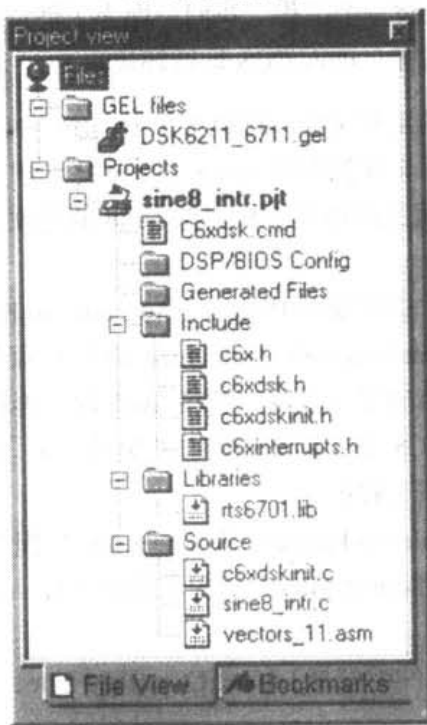 Project view
Files
GEL files
DSK6211_6711.gel
Projects
sine8_intr.pjt
C6xdsk.cmd
DSP/BIOS Config
Generated Files
Include
c6x.h
c6xdsk.h
c6xdskinit.h
c6xinterrupts.h
Libraries
rts6701.lib
Source
c6xdskinit.c
sine8_intr.c
vectors_11.asm
File View
Bookmarks